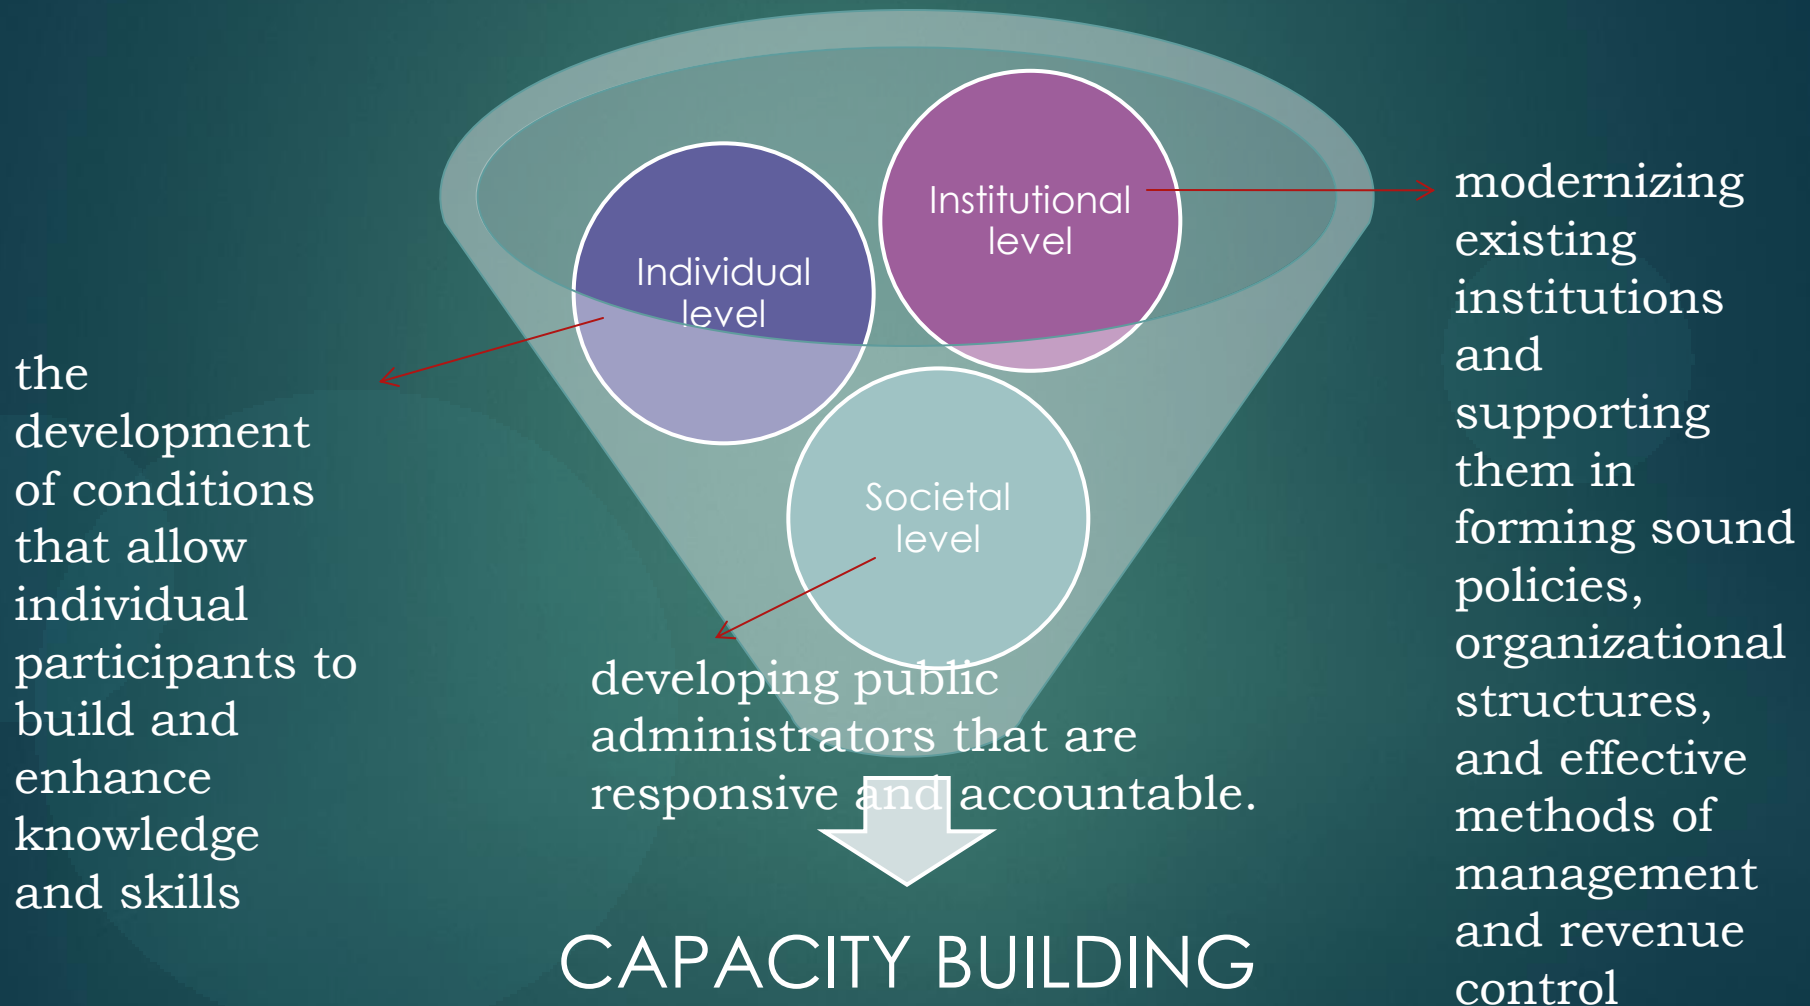 Institutional
level
Individual
level
Societal
level
the
development
of conditions
that allow
individual
participants to
build and
enhance
knowledge
and skills
modernizing
existing
institutions
and
supporting
them in
forming sound
policies,
organizational
structures,
and effective
methods of
management
and revenue
control
developing public
administrators that are
responsive and accountable.
CAPACITY BUILDING